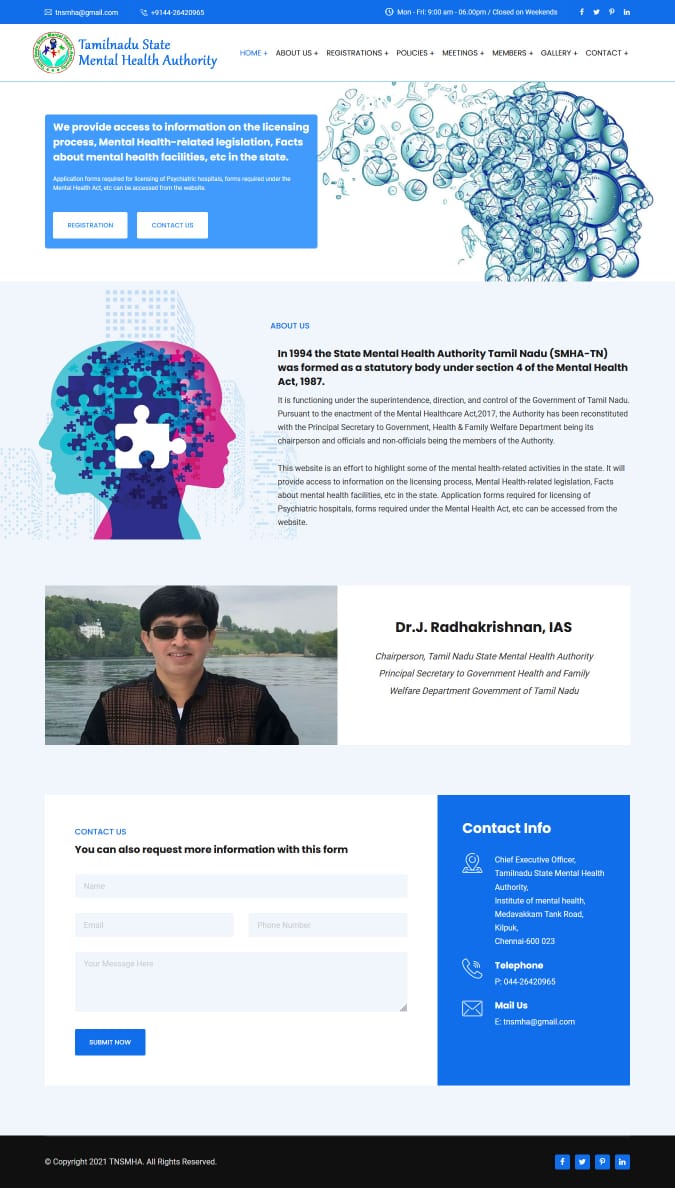 tnsmha@gmail.com
+9144-26420965
Mon - Fri: 9:00 am - 06.00pm / Closed on Weekends
Tamilnadu State
Mental Health Authority
HOME + ABOUT US + REGISTRATIONS + POLICIES + MEETINGS + MEMBERS + GALLERY + CONTACT +
We provide access to information on the licensing
process, Mental Health-related legislation, Facts
about mental health facilities, etc in the state.
Application forms required for licensing of Psychiatric hospitals, forms required under the
Mental Health Act, etc can be accessed from the website.
REGISTRATION
CONTACT US
ABOUT US
In 1994 the State Mental Health Authority Tamil Nadu (SMHA-TN)
was formed as a statutory body under section 4 of the Mental Health
Act, 1987.
It is functioning under the superintendence, direction, and control of the Government of Tamil Nadu.
Pursuant to the enactment of the Mental Healthcare Act,2017, the Authority has been reconstituted
with the Principal Secretary to Government, Health & Family Welfare Department being its
chairperson and officials and non-officials being the members of the Authority.
This website is an effort to highlight some of the mental health-related activities in the state. It will
provide access to information on the licensing process, Mental Health-related legislation, Facts
about mental health facilities, etc in the state. Application forms required for licensing of
Psychiatric hospitals, forms required under the Mental Health Act, etc can be accessed from the
website.
Dr.J. Radhakrishnan, IAS
Chairperson, Tamil Nadu State Mental Health Authority
Principal Secretary to Government Health and Family
Welfare Department Government of Tamil Nadu
CONTACT US
You can also request more information with this form
Name
Email
Phone Number
Your Message Here
SUBMIT NOW
Contact Info
Chief Executive Officer,
Tamilnadu State Mental Health
Authority,
Institute of mental health,
Medavakkam Tank Road,
Kilpuk,
Chennai-600 023
Telephone
P: 044-26420965
Mail Us
E: tnsmha@gmail.com
© Copyright 2021 TNSMHA. All Rights Reserved.